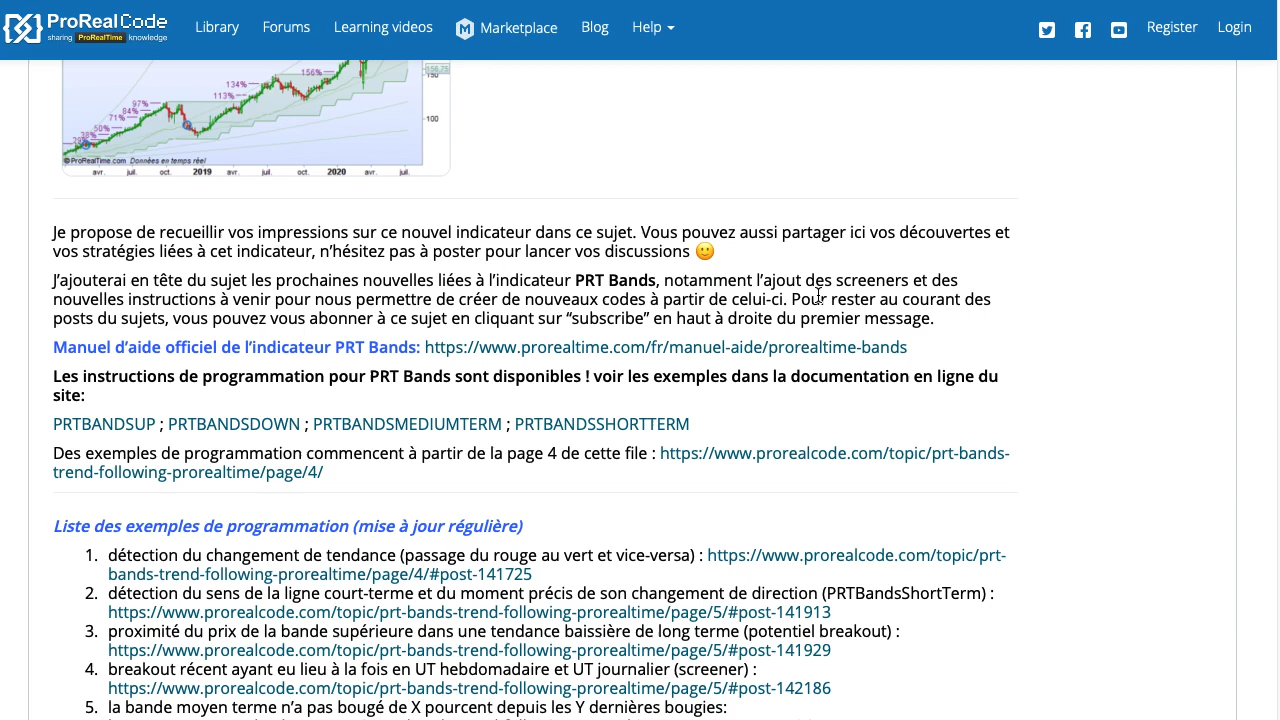 ProRealCode
sharing ProRealTime knowledge
Library Forums Learning videos Marketplace Blog Help Register Login
156% 134% 113% 97% 84% 71% 50% 38%
156.75
150
100
©ProRealTime.com Données en temps réel
avr. juil. oct. 2019 avr. juil. oct. 2020 avr. juil.
Je propose de recueillir vos impressions sur ce nouvel indicateur dans ce sujet. Vous pouvez aussi partager ici vos découvertes et
vos stratégies liées à cet indicateur, n’hésitez pas à poster pour lancer vos discussions 🙂
J’ajouterai en tête du sujet les prochaines nouvelles liées à l’indicateur PRT Bands, notamment l’ajout des screeners et des
nouvelles instructions à venir pour nous permettre de créer de nouveaux codes à partir de celui-ci. Pour rester au courant des
posts du sujets, vous pouvez vous abonner à ce sujet en cliquant sur “subscribe” en haut à droite du premier message.
Manuel d’aide officiel de l’indicateur PRT Bands: https://www.prorealtime.com/fr/manuel-aide/prorealtime-bands
Les instructions de programmation pour PRT Bands sont disponibles ! voir les exemples dans la documentation en ligne du
site:
PRTBANDSUP ; PRTBANDSDOWN ; PRTBANDSMEDIUMTERM ; PRTBANDSSHORTTERM
Des exemples de programmation commencent à partir de la page 4 de cette file : https://www.prorealcode.com/topic/prt-bands-
trend-following-prorealtime/page/4/
Liste des exemples de programmation (mise à jour régulière)
1. détection du changement de tendance (passage du rouge au vert et vice-versa) : https://www.prorealcode.com/topic/prt-
bands-trend-following-prorealtime/page/4/#post-141725
2. détection du sens de la ligne court-terme et du moment précis de son changement de direction (PRTBandsShortTerm) :
https://www.prorealcode.com/topic/prt-bands-trend-following-prorealtime/page/5/#post-141913
3. proximité du prix de la bande supérieure dans une tendance baissière de long terme (potentiel breakout) :
https://www.prorealcode.com/topic/prt-bands-trend-following-prorealtime/page/5/#post-141929
4. breakout récent ayant eu lieu à la fois en UT hebdomadaire et UT journalier (screener) :
https://www.prorealcode.com/topic/prt-bands-trend-following-prorealtime/page/5/#post-142186
5. la bande moyen terme n’a pas bougé de X pourcent depuis les Y dernières bougies: